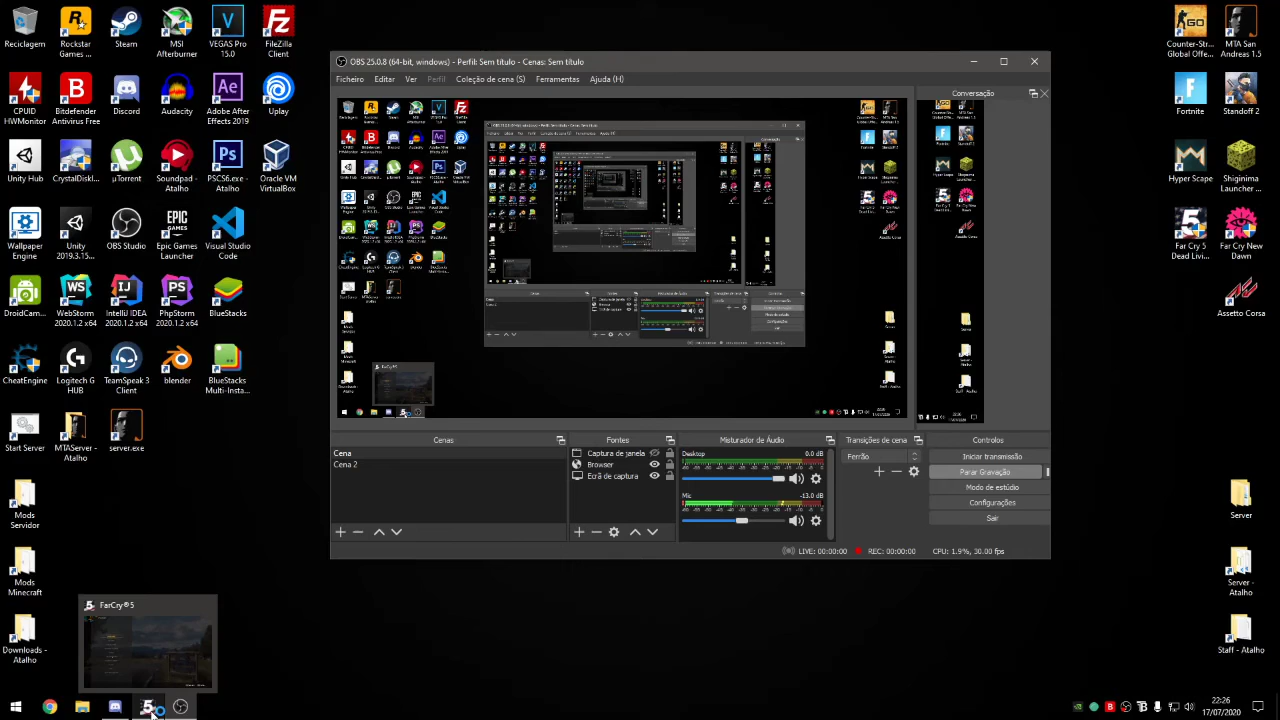 Reciclagem
Rockstar
Games ...
Steam
MSI
Afterburner
VEGAS Pro
15.0
FileZilla
Client
CPUID
HWMonitor
Bitdefender
Antivirus Free
Discord
Audacity
Adobe After
Effects 2019
Uplay
Unity Hub
CrystalDiskI...
µTorrent
Soundpad -
Atalho
PSCS6.exe -
Atalho
Oracle VM
VirtualBox
Wallpaper
Engine
Unity
2019.3.15...
OBS Studio
Epic Games
Launcher
Visual Studio
Code
DroidCam...
WebStorm
2020.1.2 x64
IntelliJ IDEA
2020.1.2 x64
PhpStorm
2020.1.2 x64
BlueStacks
CheatEngine
Logitech G
HUB
TeamSpeak 3
Client
blender
BlueStacks
Multi-Insta...
Start Server
MTAServer -
Atalho
server.exe
Mods
Servidor
Mods
Minecraft
Downloads -
Atalho
FarCry®5
OBS 25.0.8 (64-bit, windows) - Perfil: Sem título - Cenas: Sem título
Ficheiro Editar Ver Perfil Coleção de cena (S) Ferramentas Ajuda (H)
Conversação
Cenas
Cena
Cena 2
Fontes
Captura de janela
Browser
Ecrã de captura
Misturador de Áudio
Desktop 0.0 dB
Mic -13.0 dB
Transições de cena
Ferrão
Controlos
Iniciar transmissão
Parar Gravação
Modo de estúdio
Configurações
Sair
LIVE: 00:00:00 REC: 00:00:00 CPU: 1.9%, 30.00 fps
Counter-Str...
Global Offe...
MTA San
Andreas 1.5
Fortnite
Standoff 2
Hyper Scape
Shiginima
Launcher ...
Far Cry 5
Dead Livi...
Far Cry New
Dawn
Assetto Corsa
Server
Server -
Atalho
Staff - Atalho
22:26
17/07/2020